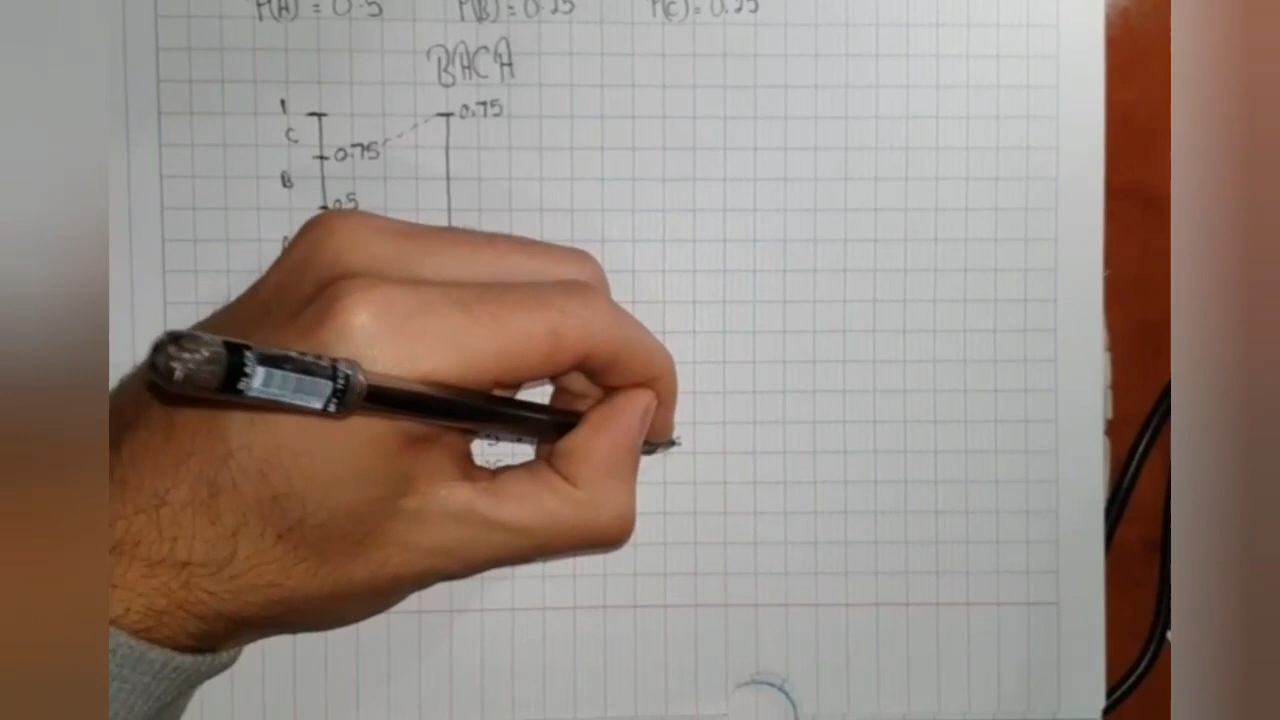 P(A) = 0.5 P(B) = 0.25 P(C) = 0.25
BACA
1
C
B
0.75
0.5
0.75